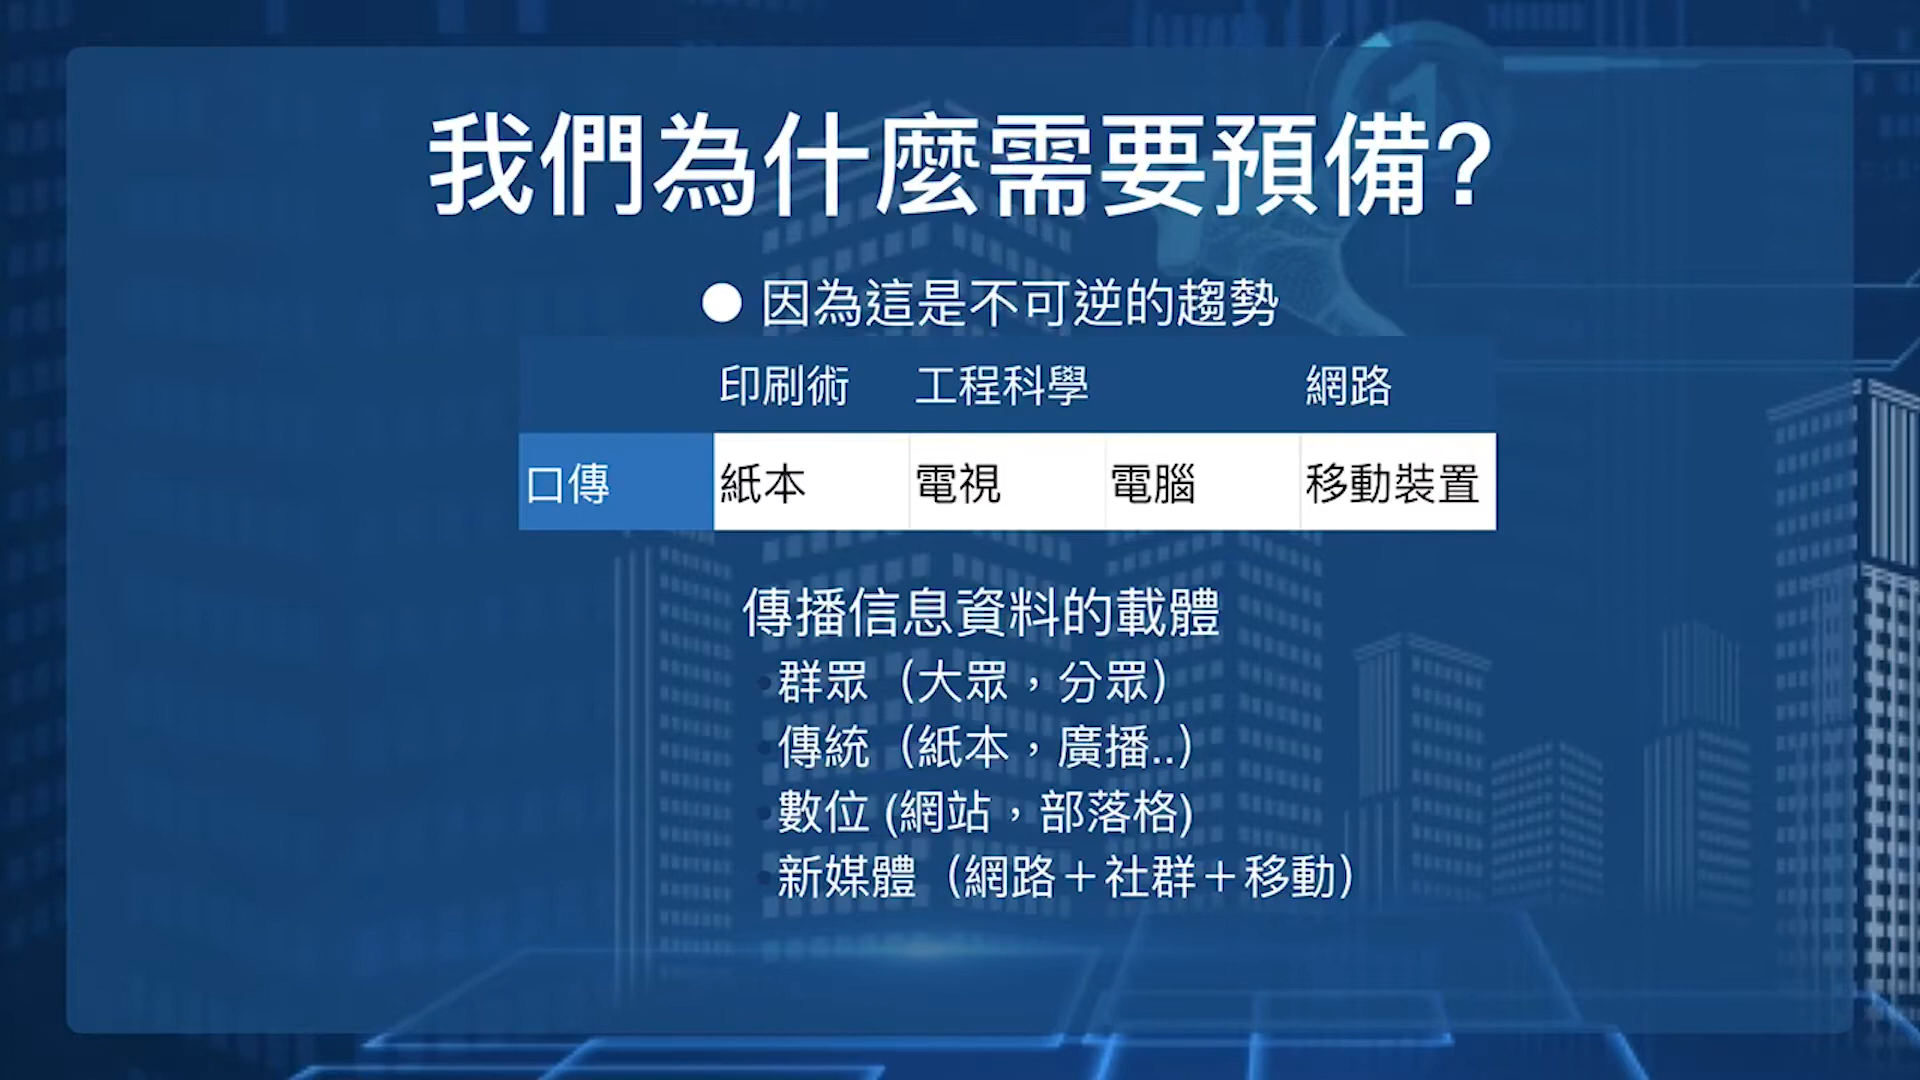 我們為什麼需要預備?
● 因為這是不可逆的趨勢
印刷術 工程科學 網路
口傳 紙本 電視 電腦 移動裝置
傳播信息資料的載體
群眾（大眾，分眾）
傳統（紙本，廣播..）
數位 (網站，部落格)
新媒體（網路＋社群＋移動）
1